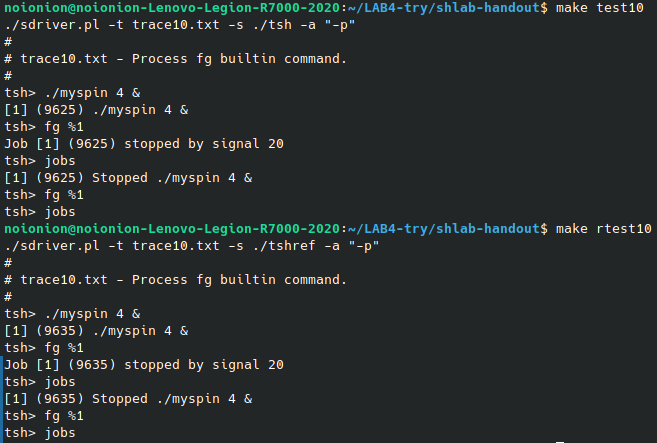 noionion@noionion-Lenovo-Legion-R7000-2020:~/LAB4-try/shlab-handout$ make test10
./sdriver.pl -t trace10.txt -s ./tsh -a "-p"
#
# trace10.txt - Process fg builtin command.
#
tsh> ./myspin 4 &
[1] (9625) ./myspin 4 &
tsh> fg %1
Job [1] (9625) stopped by signal 20
tsh> jobs
[1] (9625) Stopped ./myspin 4 &
tsh> fg %1
tsh> jobs
noionion@noionion-Lenovo-Legion-R7000-2020:~/LAB4-try/shlab-handout$ make rtest10
./sdriver.pl -t trace10.txt -s ./tshref -a "-p"
#
# trace10.txt - Process fg builtin command.
#
tsh> ./myspin 4 &
[1] (9635) ./myspin 4 &
tsh> fg %1
Job [1] (9635) stopped by signal 20
tsh> jobs
[1] (9635) Stopped ./myspin 4 &
tsh> fg %1
tsh> jobs